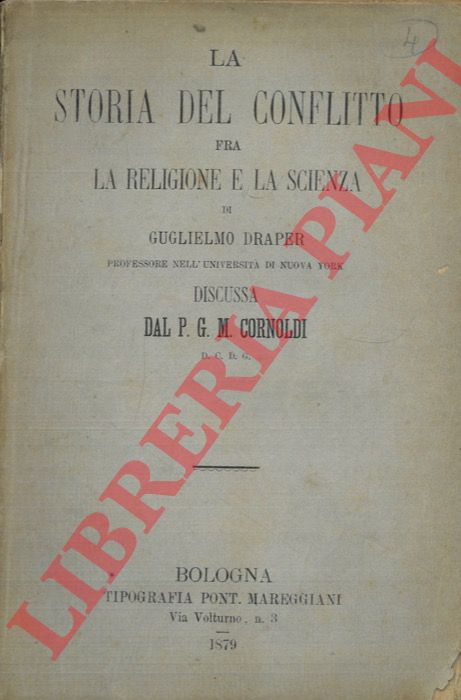 4
LA
STORIA DEL CONFLITTO
FRA
LA RELIGIONE E LA SCIENZA
DI
GUGLIELMO DRAPER
PROFESSORE NELL'UNIVERSITÀ DI NUOVA YORK
DISCUSSA
DAL P. G. M. CORNOLDI
D. C. D. G.
BOLOGNA
TIPOGRAFIA PONT. MAREGGIANI
Via Volturno, n. 3
1879
LIBRERIA PIANI